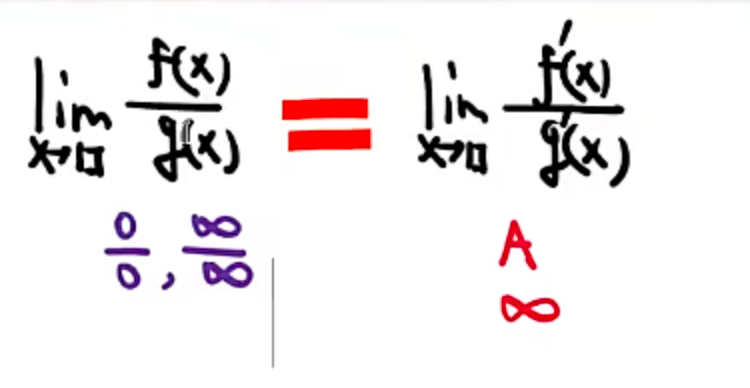 lim x→□ f(x)/g(x) = lim x→□ f'(x)/g'(x)
0/0, ∞/∞
A
∞